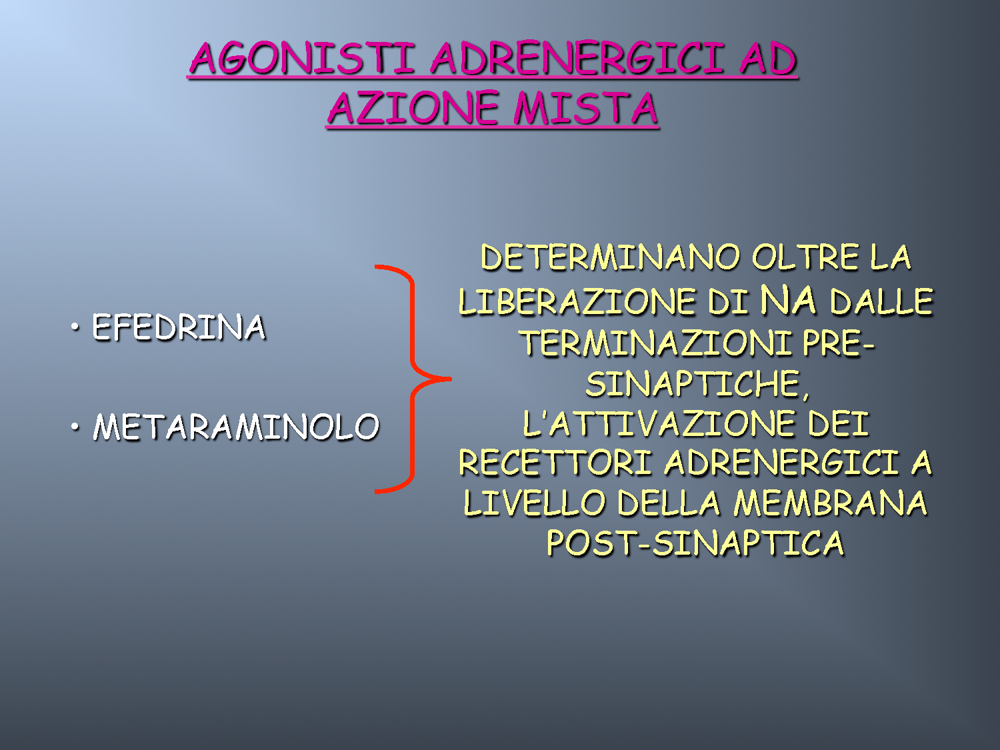 AGONISTI ADRENERGICI AD
AZIONE MISTA
• EFEDRINA
• METARAMINOLO
DETERMINANO OLTRE LA
LIBERAZIONE DI NA DALLE
TERMINAZIONI PRE-
SINAPTICHE,
L'ATTIVAZIONE DEI
RECETTORI ADRENERGICI A
LIVELLO DELLA MEMBRANA
POST-SINAPTICA